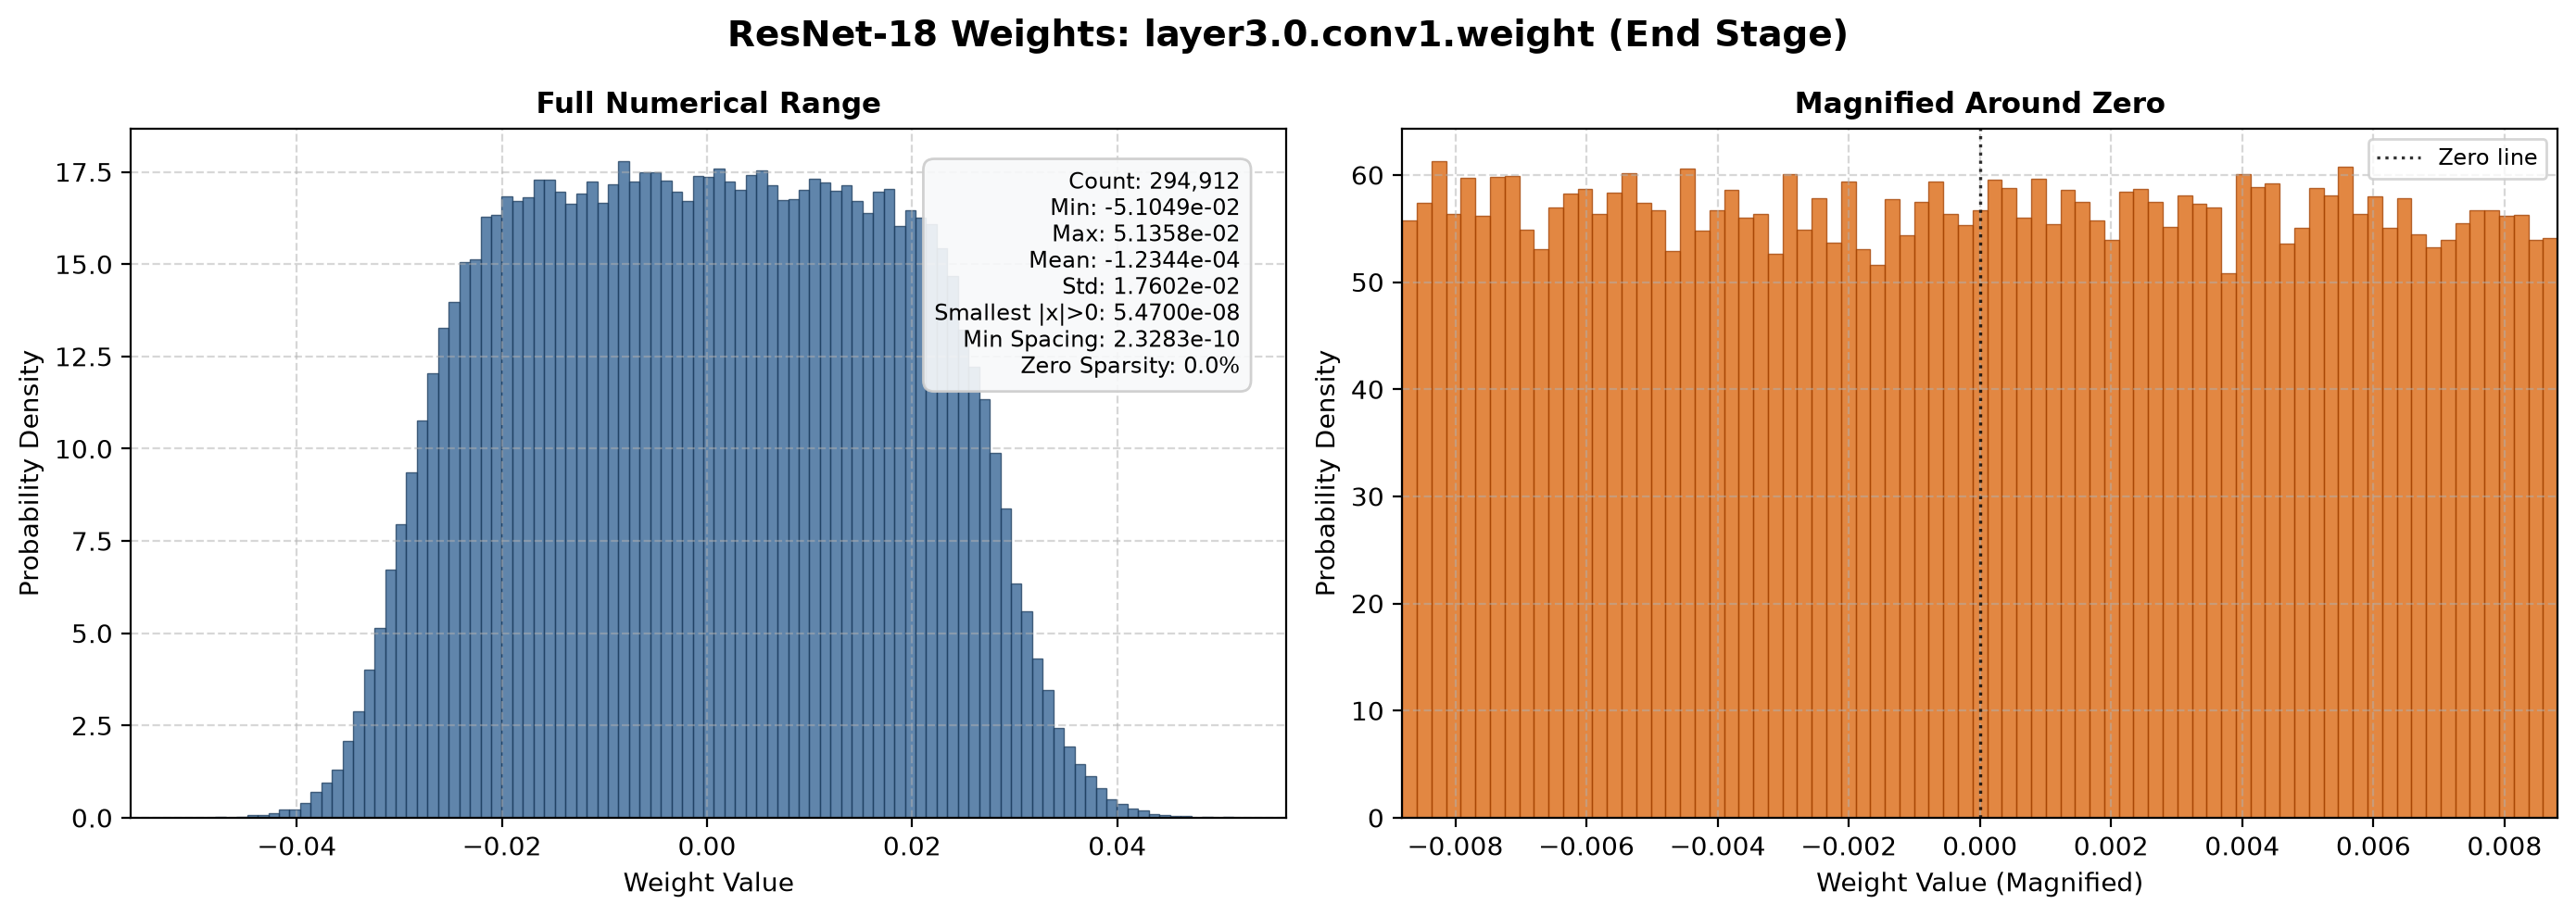 ResNet-18 Weights: layer3.0.conv1.weight (End Stage)
Full Numerical Range
Probability Density
17.5
15.0
12.5
10.0
7.5
5.0
2.5
0.0
Count: 294,912
Min: -5.1049e-02
Max: 5.1358e-02
Mean: -1.2344e-04
Std: 1.7602e-02
Smallest |x|>0: 5.4700e-08
Min Spacing: 2.3283e-10
Zero Sparsity: 0.0%
−0.04 −0.02 0.00 0.02 0.04
Weight Value
Magnified Around Zero
Probability Density
60
50
40
30
20
10
0
Zero line
−0.008 −0.006 −0.004 −0.002 0.000 0.002 0.004 0.006 0.008
Weight Value (Magnified)